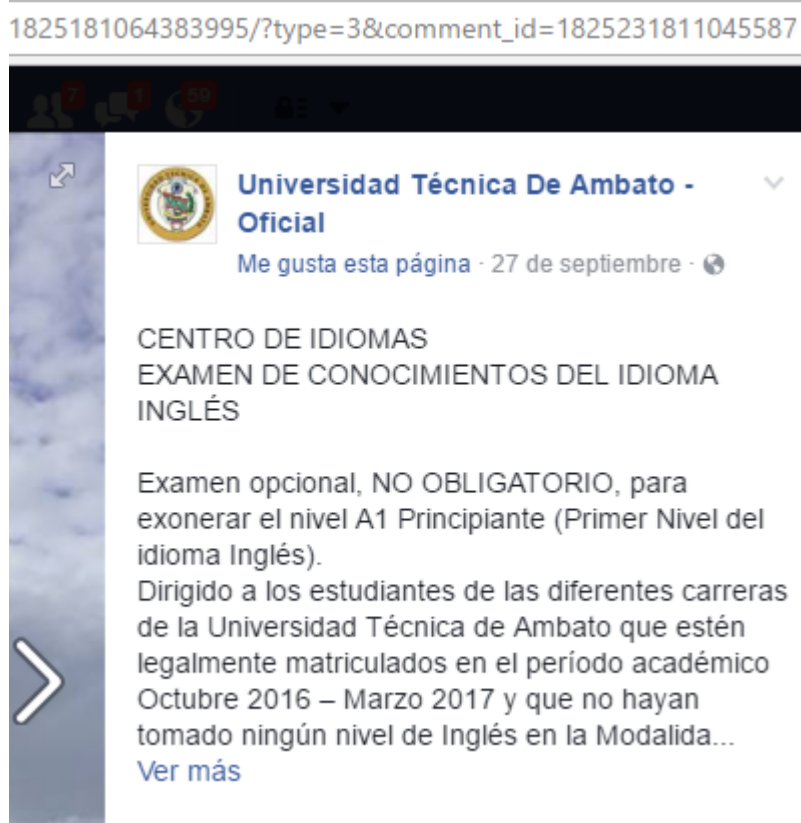 1825181064383995/?type=3&comment_id=1825231811045587
7 1 59
Universidad Técnica De Ambato -
Oficial
Me gusta esta página · 27 de septiembre ·
CENTRO DE IDIOMAS
EXAMEN DE CONOCIMIENTOS DEL IDIOMA
INGLÉS
Examen opcional, NO OBLIGATORIO, para
exonerar el nivel A1 Principiante (Primer Nivel del
idioma Inglés).
Dirigido a los estudiantes de las diferentes carreras
de la Universidad Técnica de Ambato que estén
legalmente matriculados en el período académico
Octubre 2016 – Marzo 2017 y que no hayan
tomado ningún nivel de Inglés en la Modalida...
Ver más